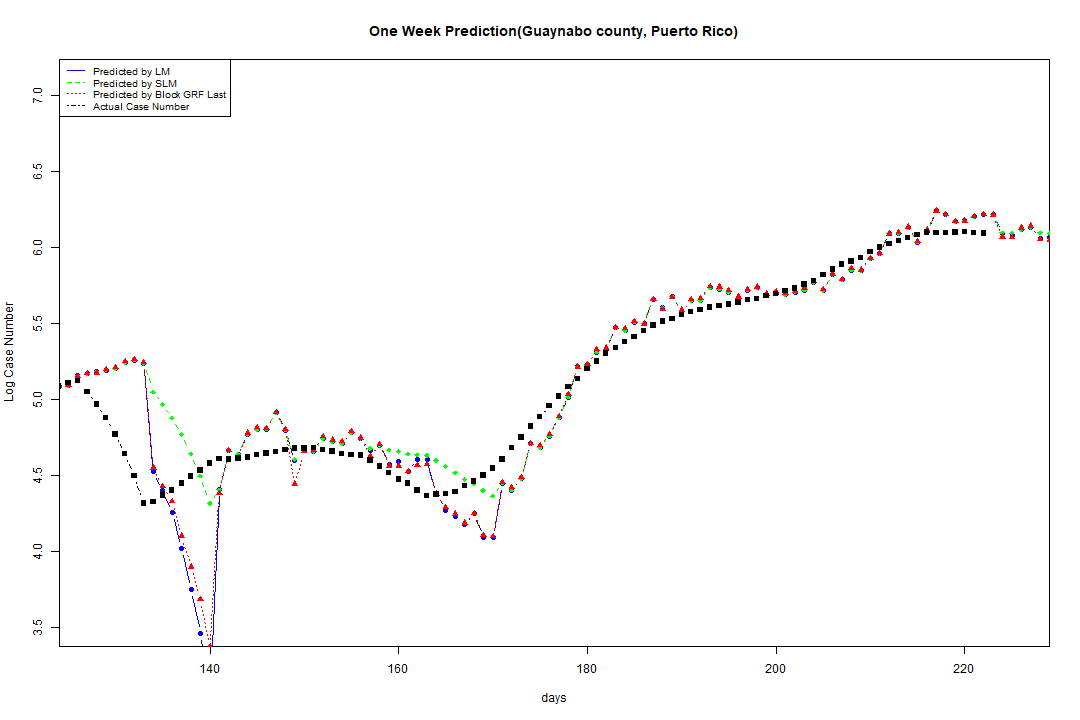 One Week Prediction(Guaynabo county, Puerto Rico)
Predicted by LM
Predicted by SLM
Predicted by Block GRF Last
Actual Case Number
Log Case Number
7.0
6.5
6.0
5.5
5.0
4.5
4.0
3.5
140 160 180 200 220
days